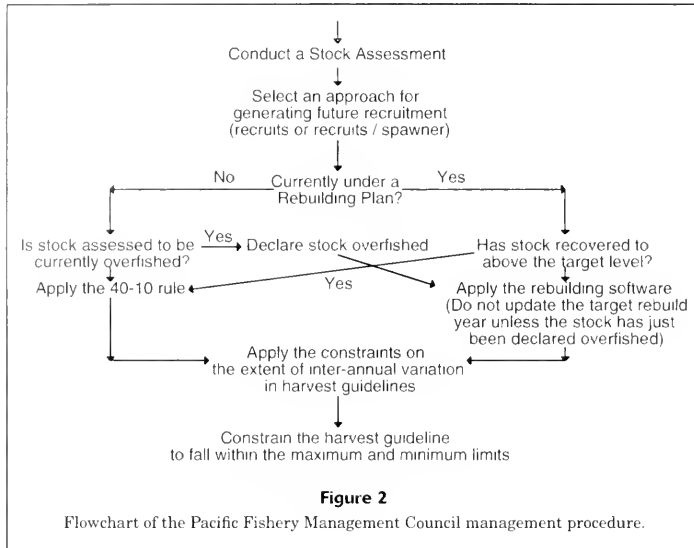 Conduct a Stock Assessment
Select an approach for
generating future recruitment
(recruits or recruits / spawner)
No
Currently under a
Rebuilding Plan?
Yes
Is stock assessed to be
currently overfished?
Yes
Declare stock overfished
Has stock recovered to
above the target level?
Apply the 40-10 rule
Yes
Apply the rebuilding software
(Do not update the target rebuild
year unless the stock has just
been declared overfished)
Apply the constraints on
the extent of inter-annual variation
in harvest guidelines
Constrain the harvest guideline
to fall within the maximum and minimum limits
Figure 2
Flowchart of the Pacific Fishery Management Council management procedure.